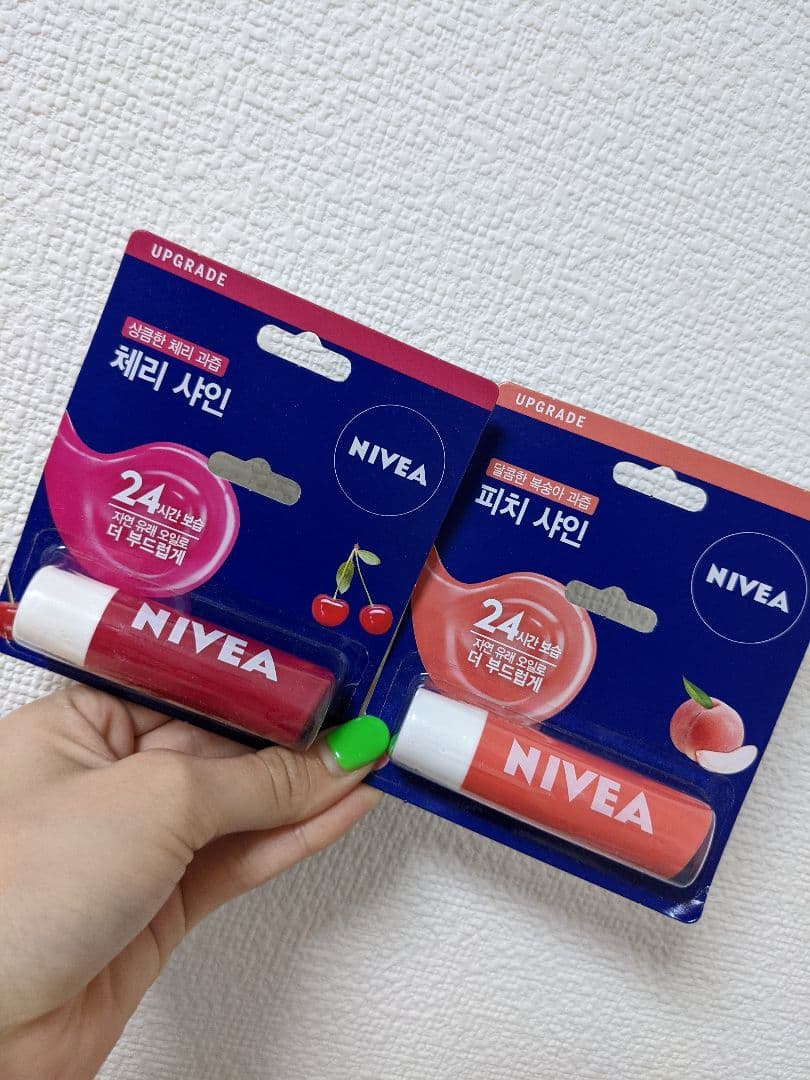 UPGRADE
상큼한 체리 과즙
체리 샤인
NIVEA
24시간 보습
자연 유래 오일로
더 부드럽게
NIVEA
UPGRADE
달콤한 복숭아 과즙
피치 샤인
NIVEA
24시간 보습
자연 유래 오일로
더 부드럽게
NIVEA